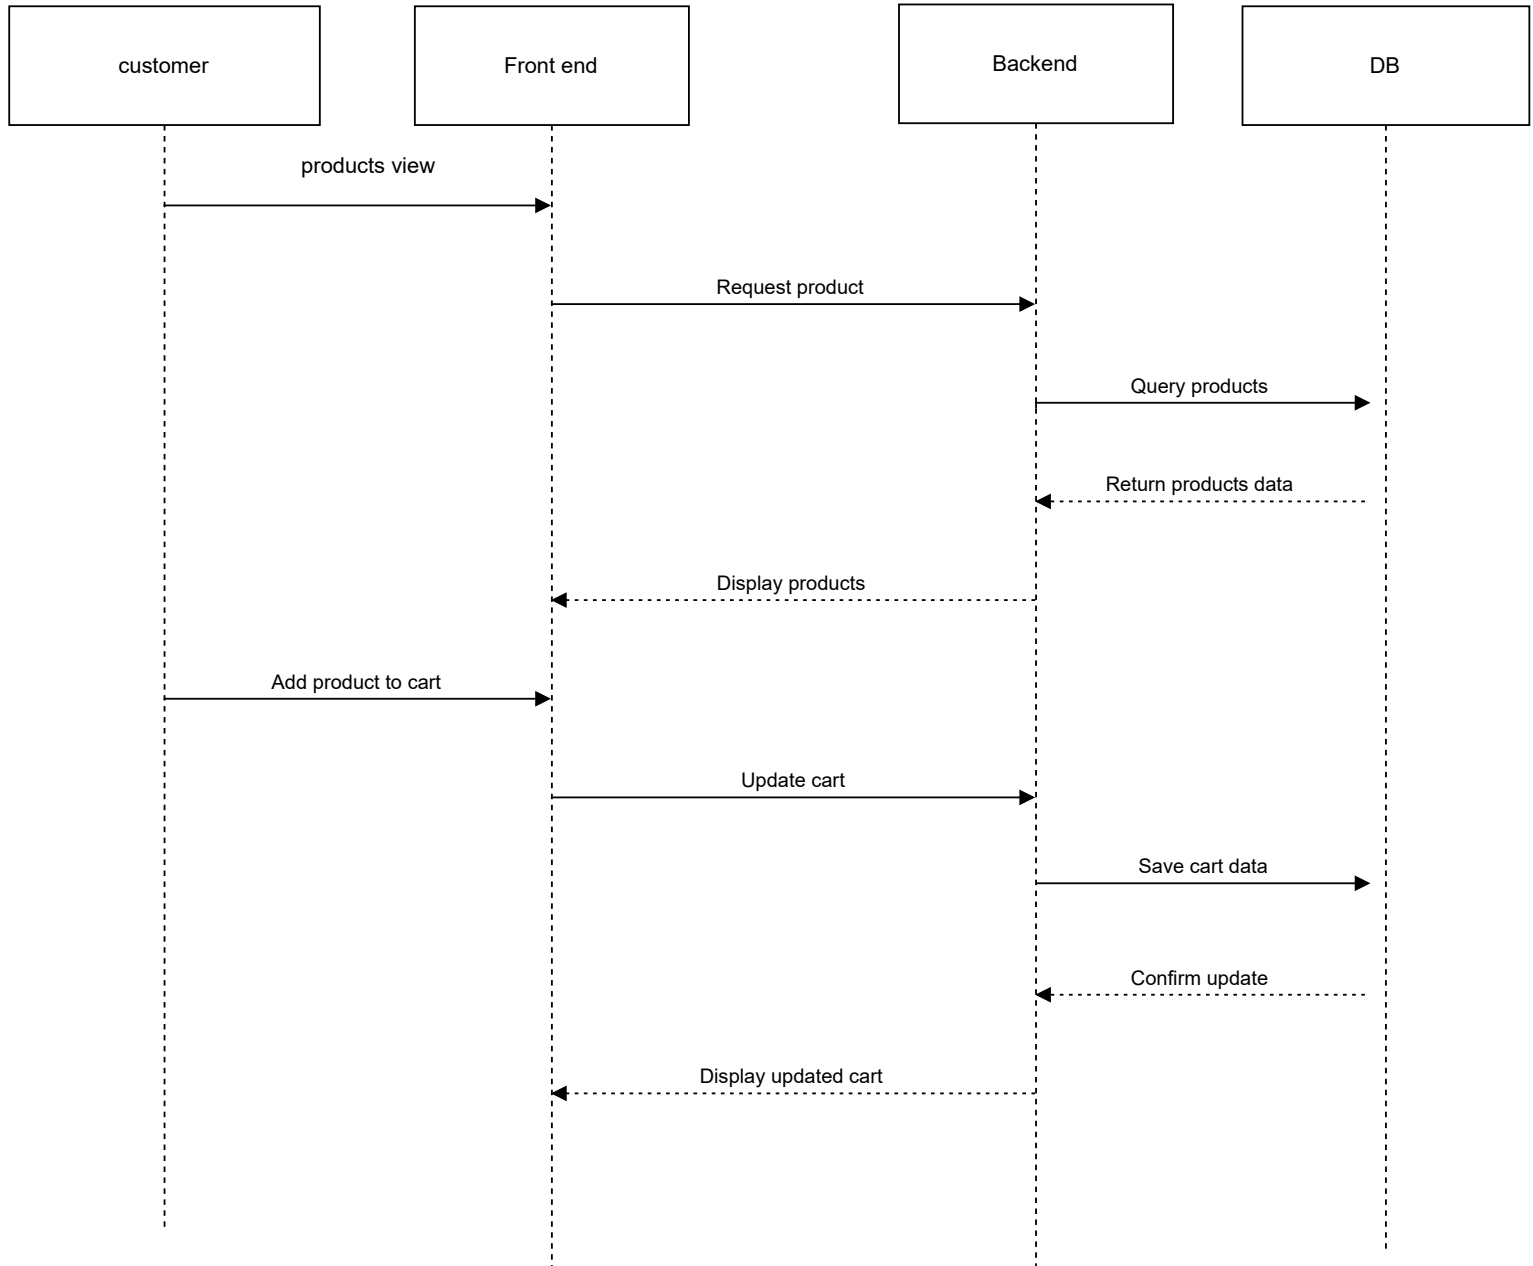 customer
Front end
Backend
DB
products view
Request product
Query products
Return products data
Display products
Add product to cart
Update cart
Save cart data
Confirm update
Display updated cart